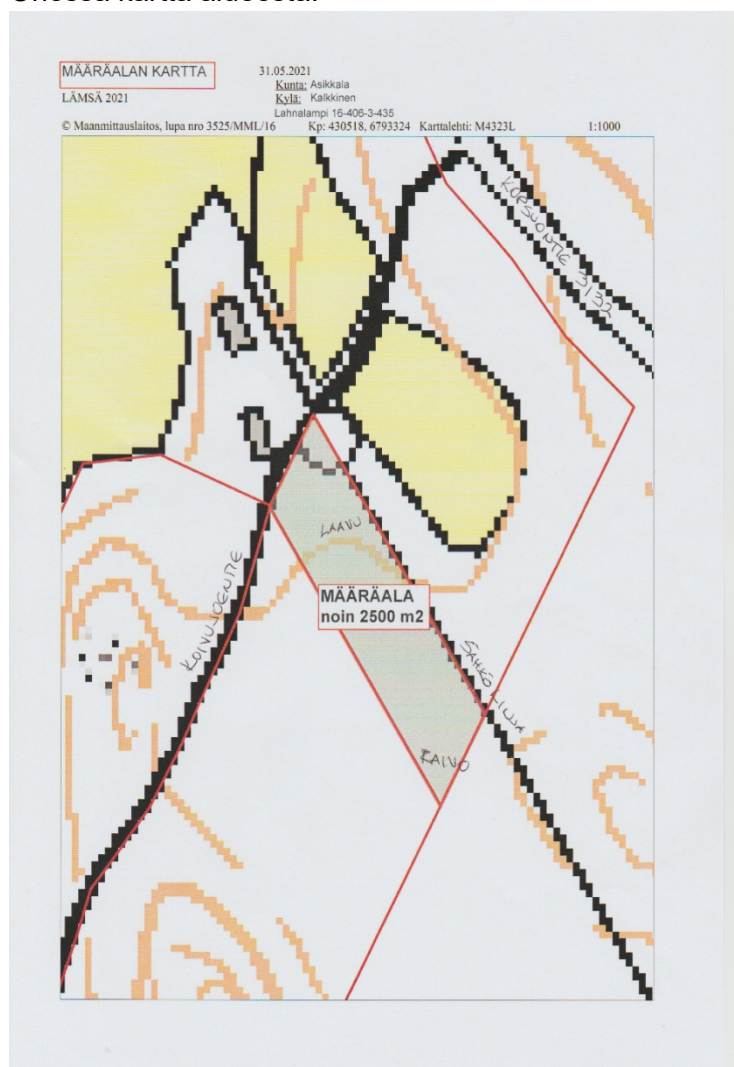 Ohessa kartta alueesta.
MÄÄRÄALAN KARTTA
31.05.2021
Kunta: Asikkala
LÄMSÄ 2021
Kylä: Kalkkinen
Lahnalampi 16-406-3-435
© Maanmittauslaitos, lupa nro 3525/MML/16 Kp: 430518, 6793324 Karttalehti: M4323L 1:1000
KOPSUONTIE 3132
LAAVU
KOIVUJOENTIE
MÄÄRÄALA
noin 2500 m2
SÄHKÖLINJA
KAIVO